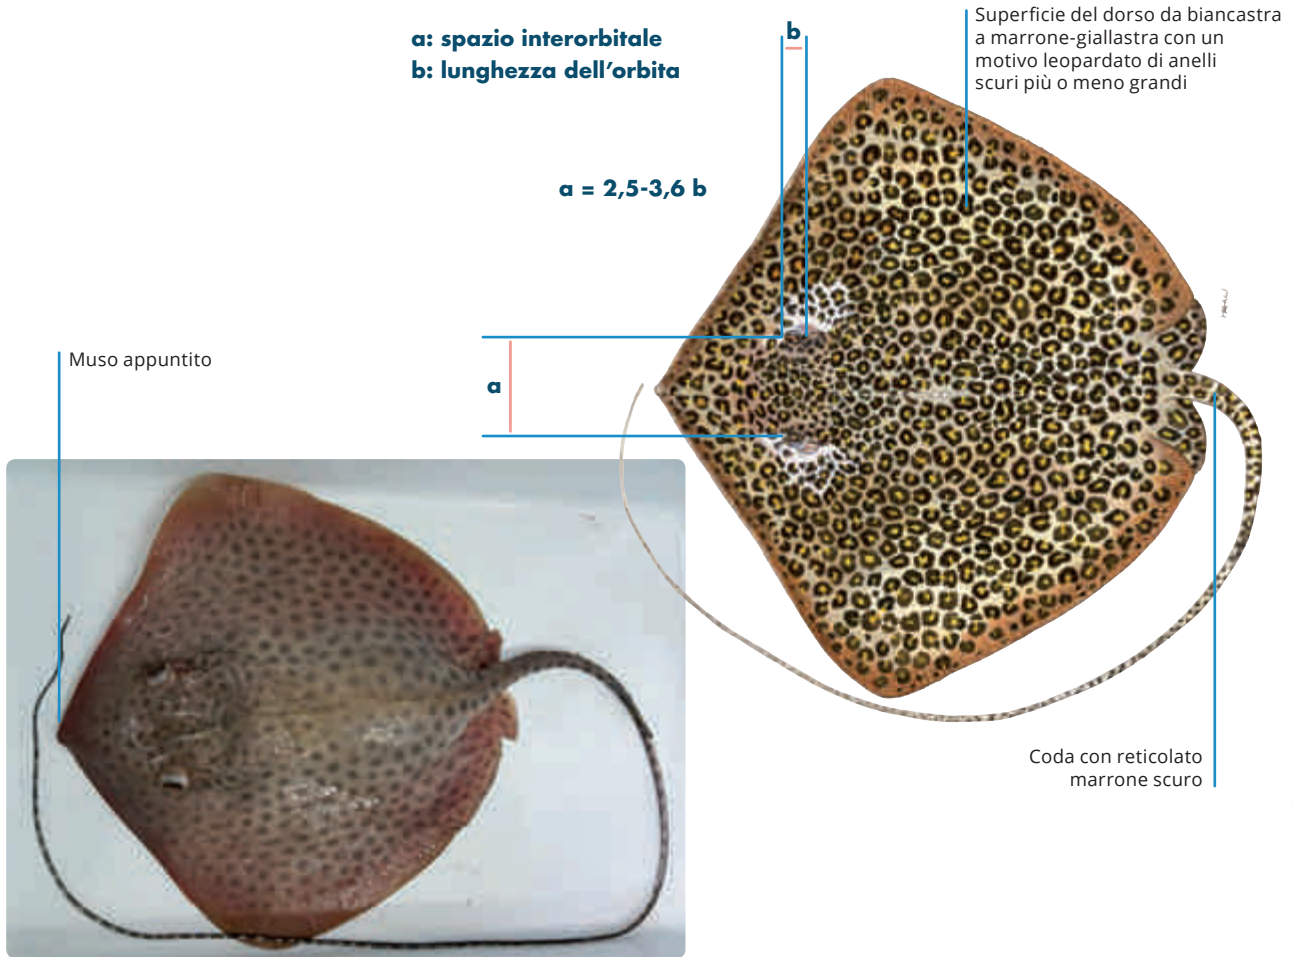 a: spazio interorbitale
b: lunghezza dell’orbita
b
Superficie del dorso da biancastra
a marrone-giallastra con un
motivo leopardato di anelli
scuri più o meno grandi
a = 2,5-3,6 b
Muso appuntito
a
Coda con reticolato
marrone scuro